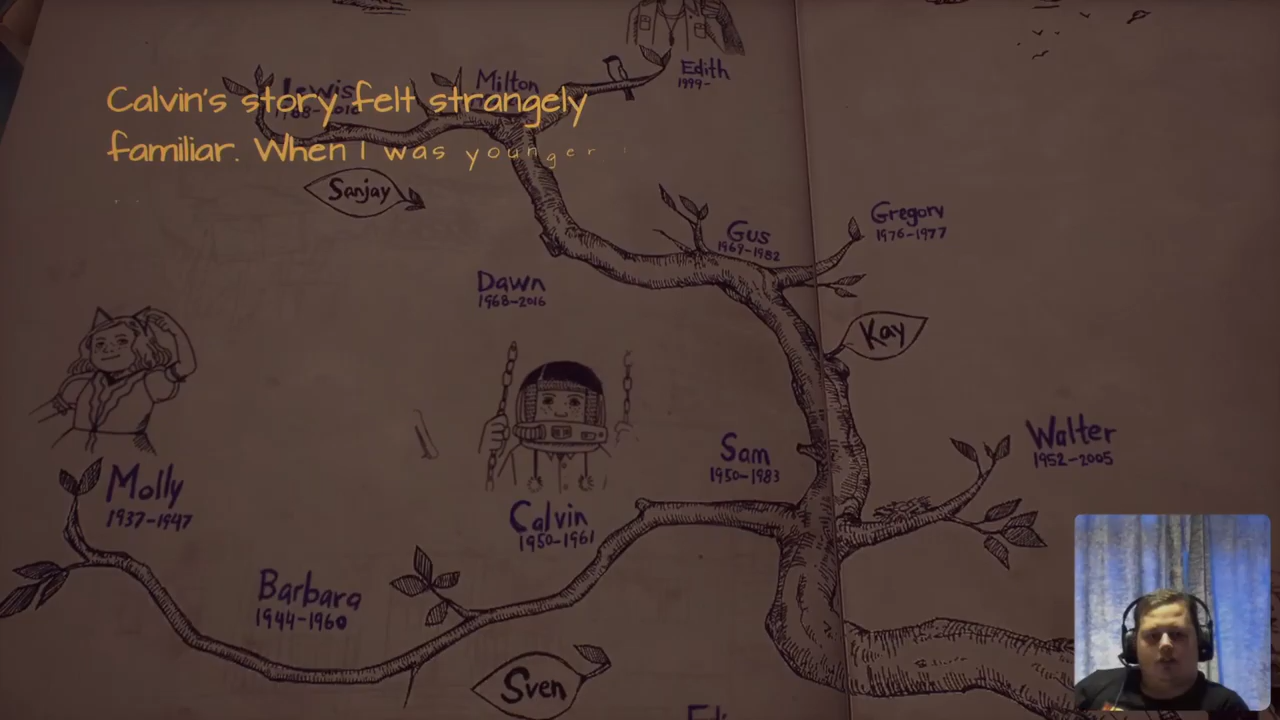 Edith
1999-
Milton
Lewis
Calvin's story felt strangely
familiar. When I was younger
Sanjay
Gregory
1976-1977
Gus
1969-1982
Dawn
1968-2016
Kay
Walter
1952-2005
Sam
1950-1983
Molly
1937-1947
Calvin
1950-1961
Barbara
1944-1960
Sven